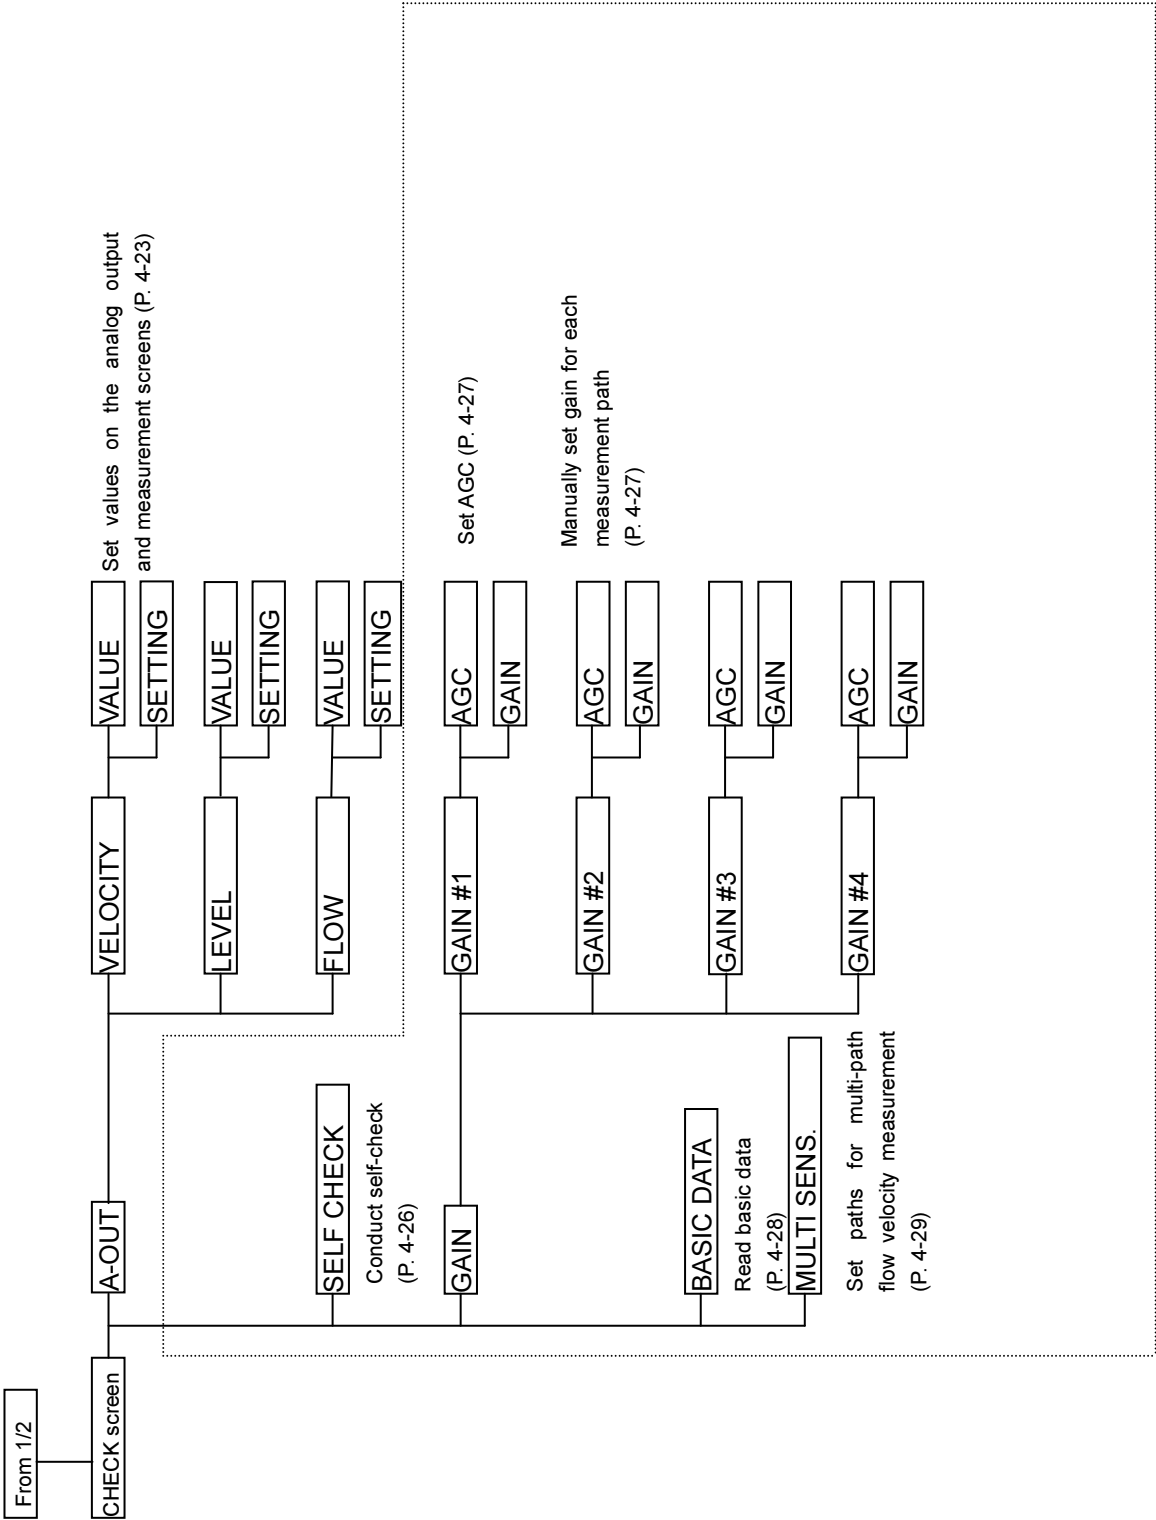 From 1/2
CHECK screen
A-OUT
VELOCITY
VALUE
SETTING
Set values on the analog output
and measurement screens (P. 4-23)
LEVEL
VALUE
SETTING
FLOW
VALUE
SETTING
SELF CHECK
Conduct self-check
(P. 4-26)
GAIN
GAIN #1
AGC
Set AGC (P. 4-27)
GAIN
Manually set gain for each
measurement path
(P. 4-27)
GAIN #2
AGC
GAIN
GAIN #3
AGC
GAIN
GAIN #4
AGC
GAIN
BASIC DATA
Read basic data
(P. 4-28)
MULTI SENS.
Set paths for multi-path
flow velocity measurement
(P. 4-29)